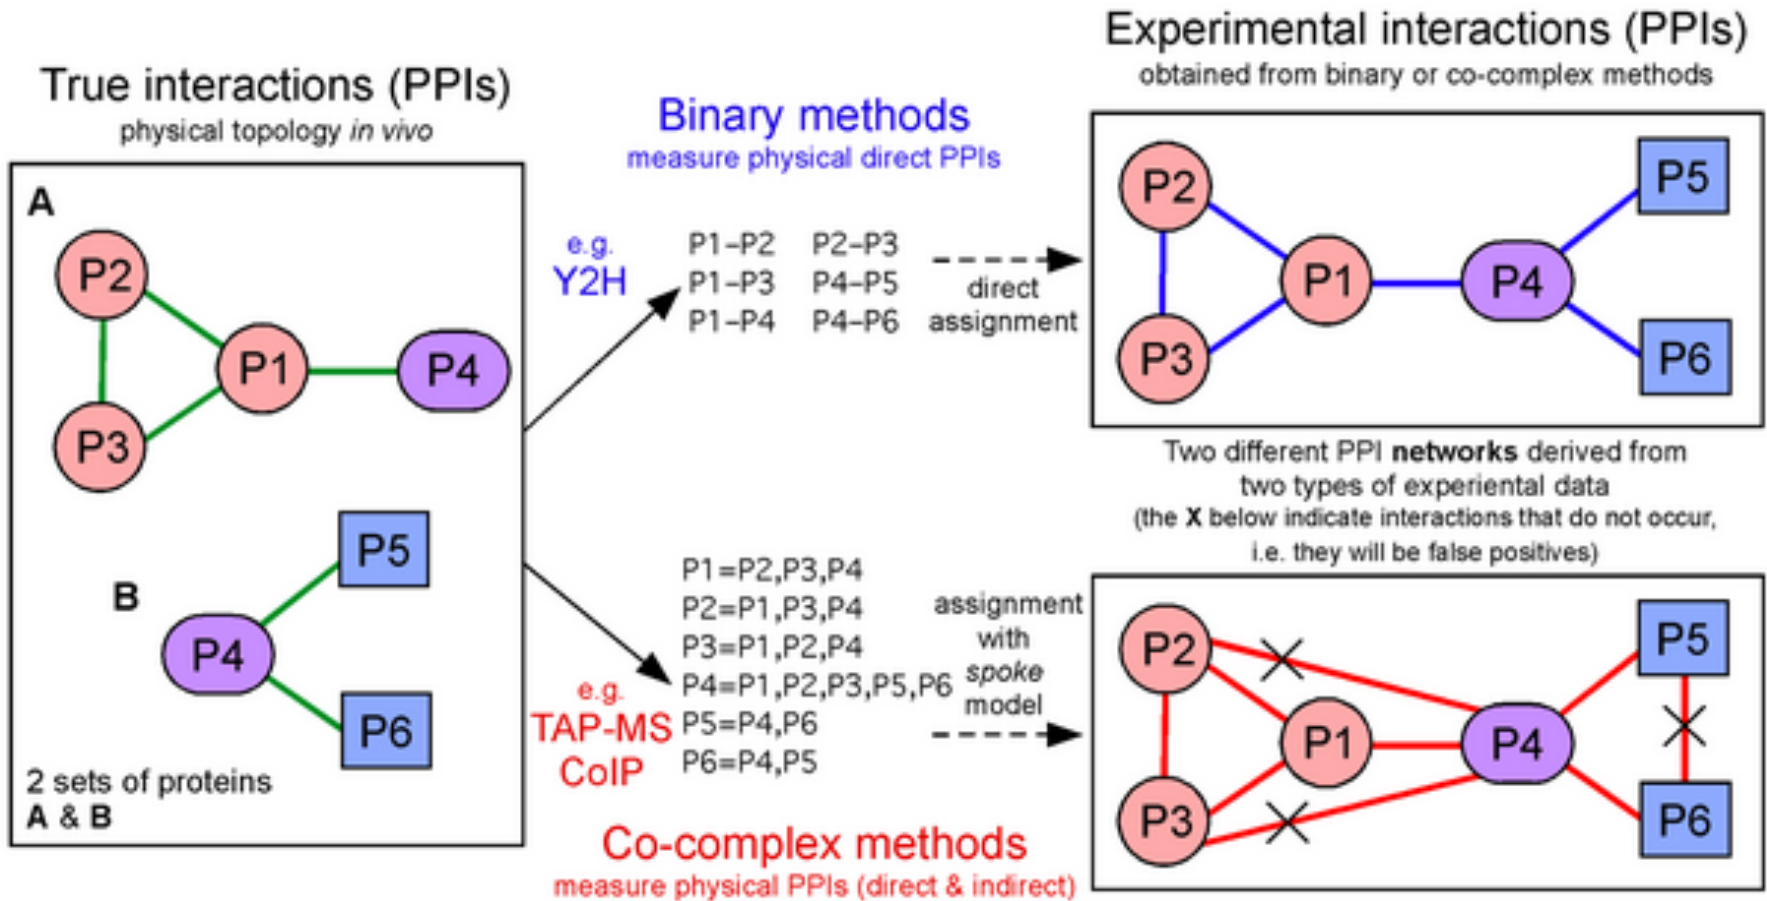 True interactions (PPIs)
physical topology in vivo
A
P2
P1
P4
P3
B
P5
P4
P6
2 sets of proteins
A & B
Binary methods
measure physical direct PPIs
e.g.
Y2H
P1–P2 P2–P3
P1–P3 P4–P5
P1–P4 P4–P6
direct
assignment
e.g.
TAP-MS
CoIP
P1=P2,P3,P4
P2=P1,P3,P4
P3=P1,P2,P4
P4=P1,P2,P3,P5,P6
P5=P4,P6
P6=P4,P5
assignment
with
spoke
model
Co-complex methods
measure physical PPIs (direct & indirect)
Experimental interactions (PPIs)
obtained from binary or co-complex methods
P2
P5
P1
P4
P3
P6
Two different PPI networks derived from
two types of experiental data
(the X below indicate interactions that do not occur,
i.e. they will be false positives)
P2
P5
P1
P4
P3
P6